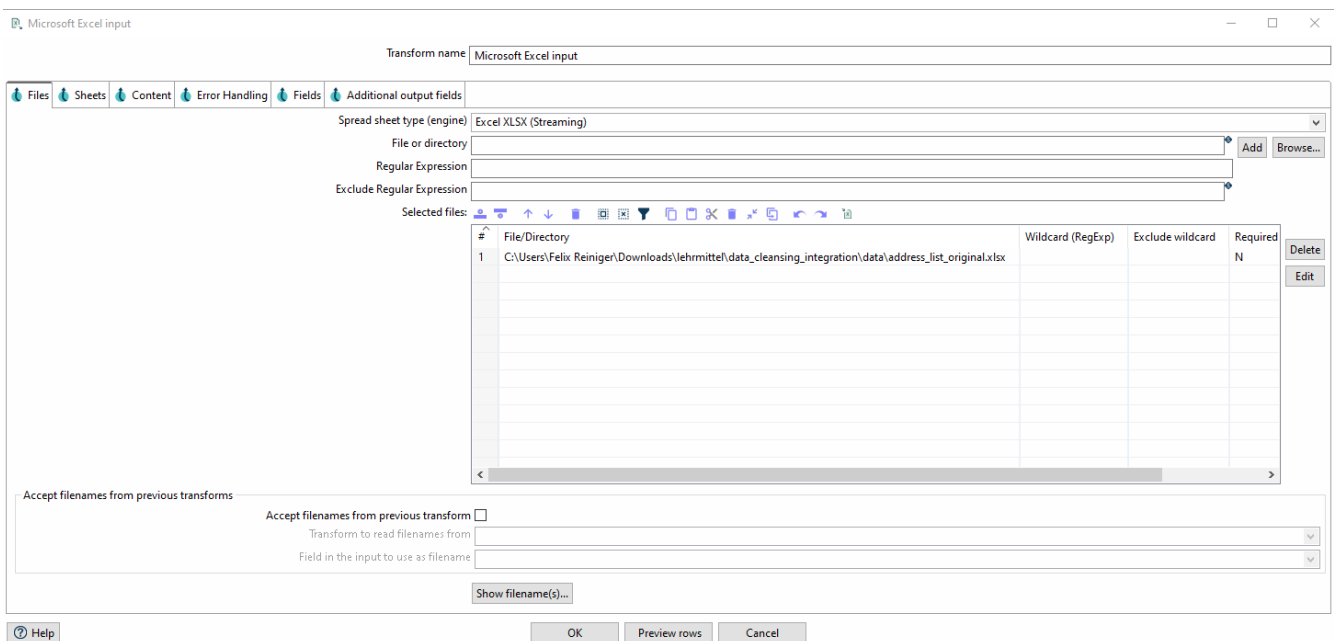 Microsoft Excel input
Transform name Microsoft Excel input
Files Sheets Content Error Handling Fields Additional output fields
Spread sheet type (engine) Excel XLSX (Streaming)
File or directory Add Browse...
Regular Expression
Exclude Regular Expression
Selected files:
# File/Directory Wildcard (RegExp) Exclude wildcard Required
Delete
1 C:\Users\Felix Reiniger\Downloads\lehrmittel\data_cleansing_integration\data\address_list_original.xlsx N
Edit
Accept filenames from previous transforms
Accept filenames from previous transform
Transform to read filenames from
Field in the input to use as filename
Show filename(s)...
Help OK Preview rows Cancel